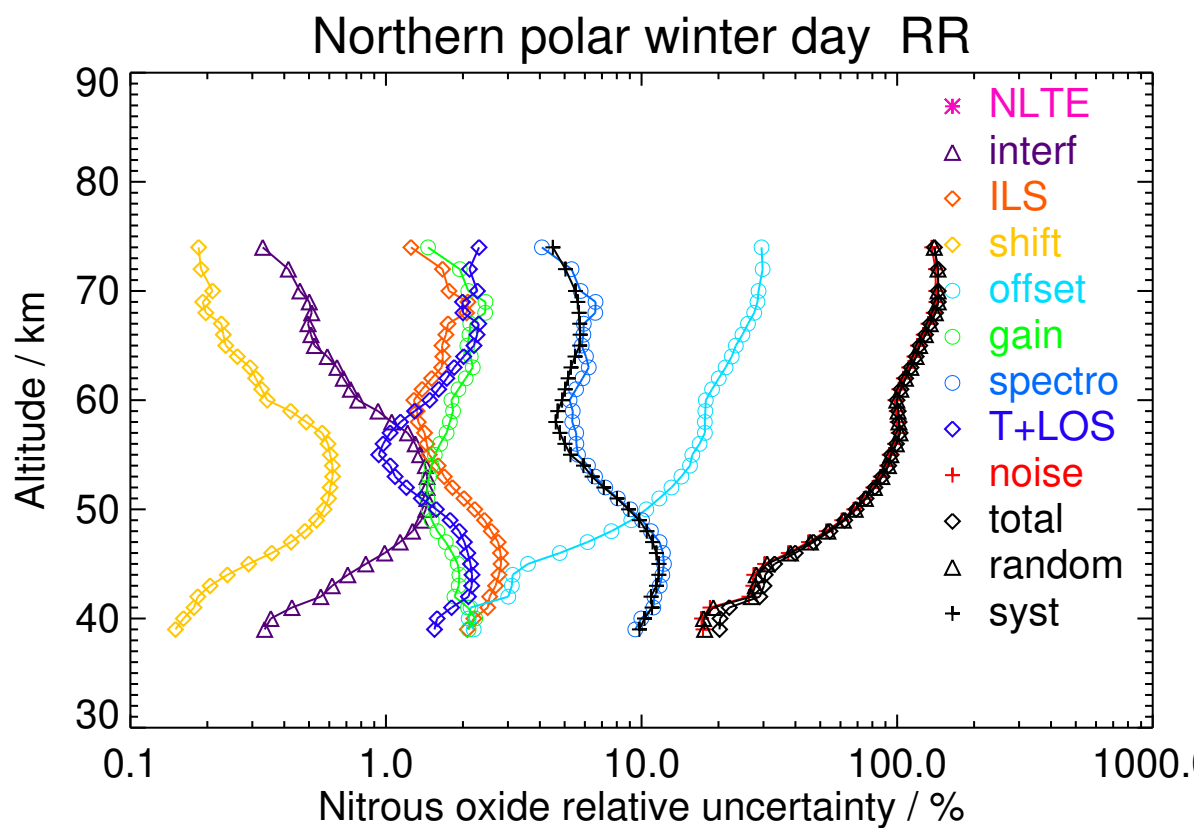 Northern polar winter day RR
90
80
70
60
50
40
30
Altitude / km
NLTE
interf
ILS
shift
offset
gain
spectro
T+LOS
noise
total
random
syst
0.1 1.0 10.0 100.0 1000.0
Nitrous oxide relative uncertainty / %